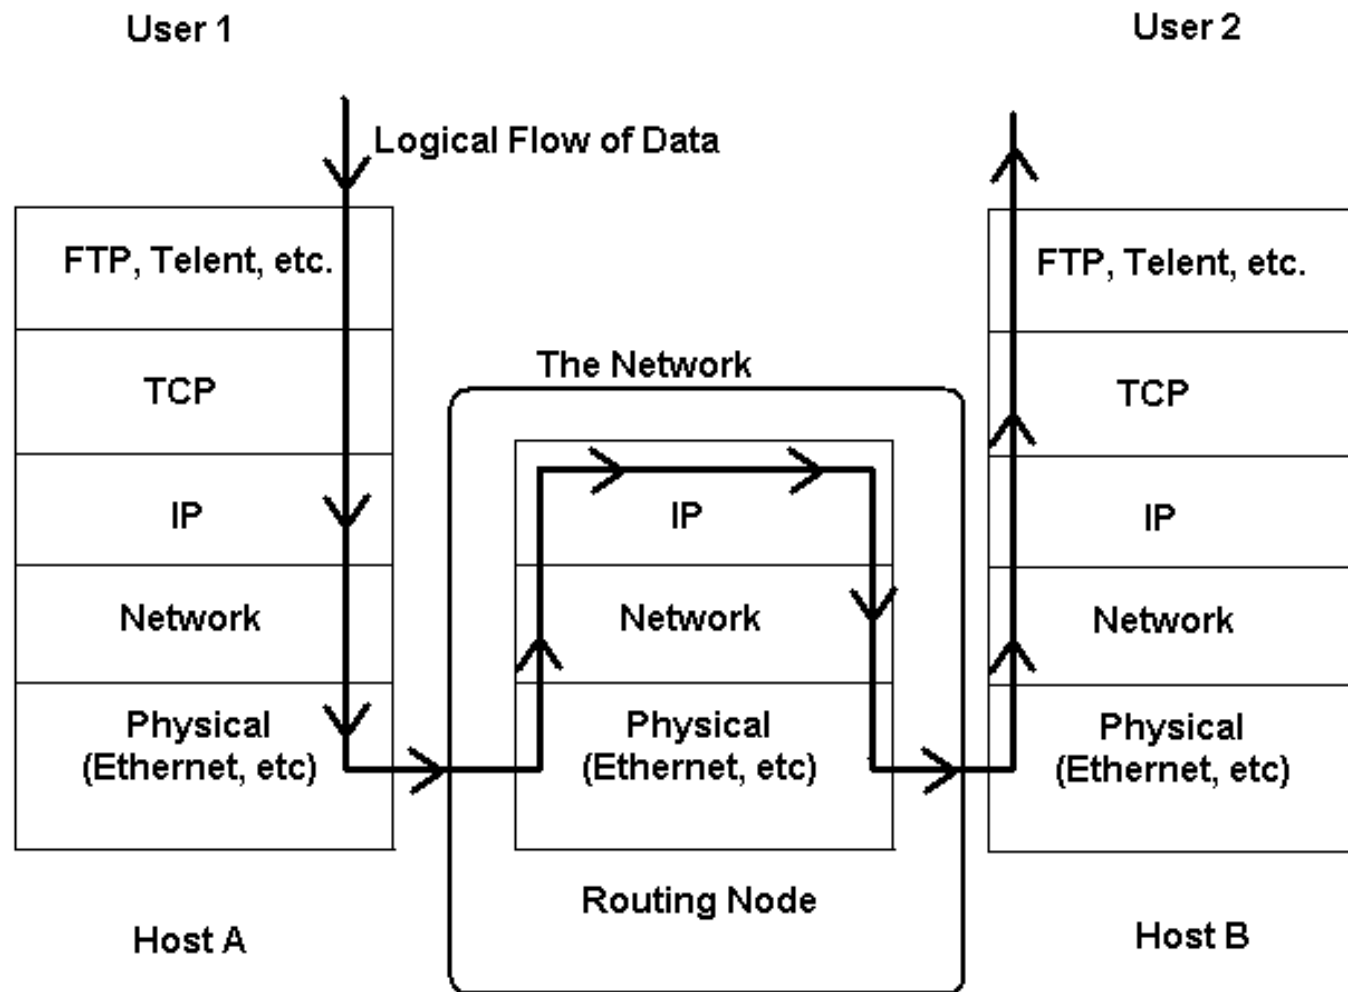 User 1
User 2
Logical Flow of Data
FTP, Telent, etc.
TCP
IP
Network
Physical
(Ethernet, etc)
Host A
The Network
IP
Network
Physical
(Ethernet, etc)
Routing Node
FTP, Telent, etc.
TCP
IP
Network
Physical
(Ethernet, etc)
Host B